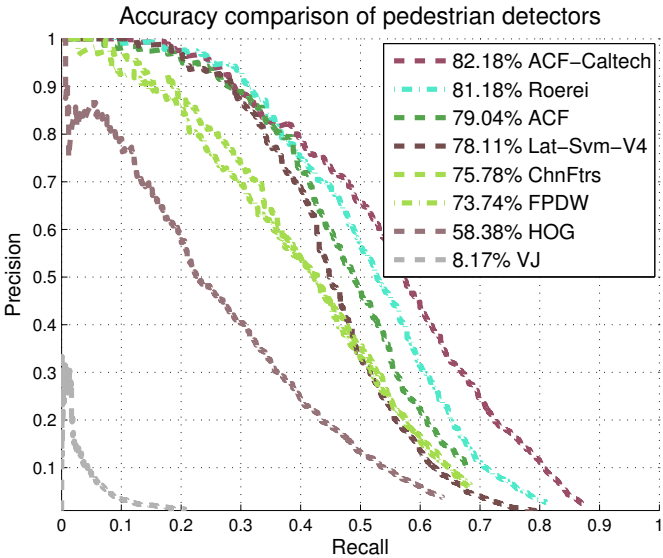 Accuracy comparison of pedestrian detectors
1
0.9
0.8
0.7
0.6
0.5
0.4
0.3
0.2
0.1
Precision
82.18% ACF−Caltech
81.18% Roerei
79.04% ACF
78.11% Lat−Svm−V4
75.78% ChnFtrs
73.74% FPDW
58.38% HOG
8.17% VJ
0 0.1 0.2 0.3 0.4 0.5 0.6 0.7 0.8 0.9 1
Recall